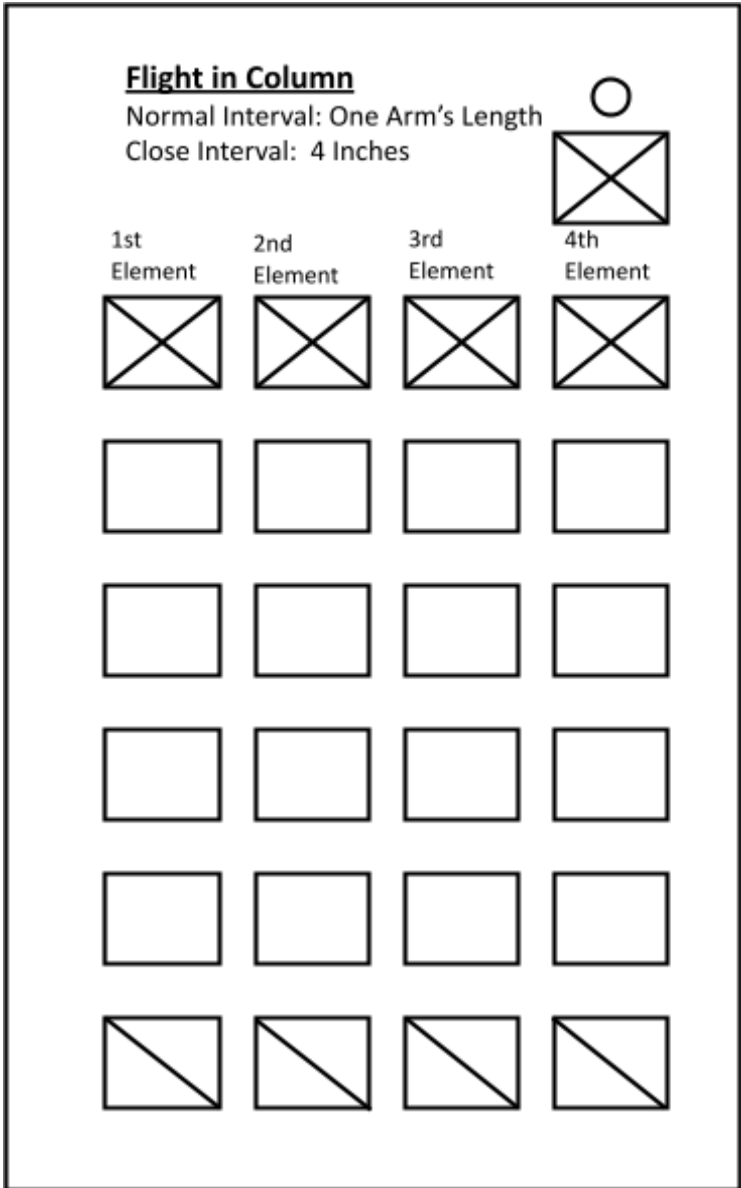 Flight in Column
Normal Interval: One Arm's Length
Close Interval:  4 Inches
1st
Element
2nd
Element
3rd
Element
4th
Element